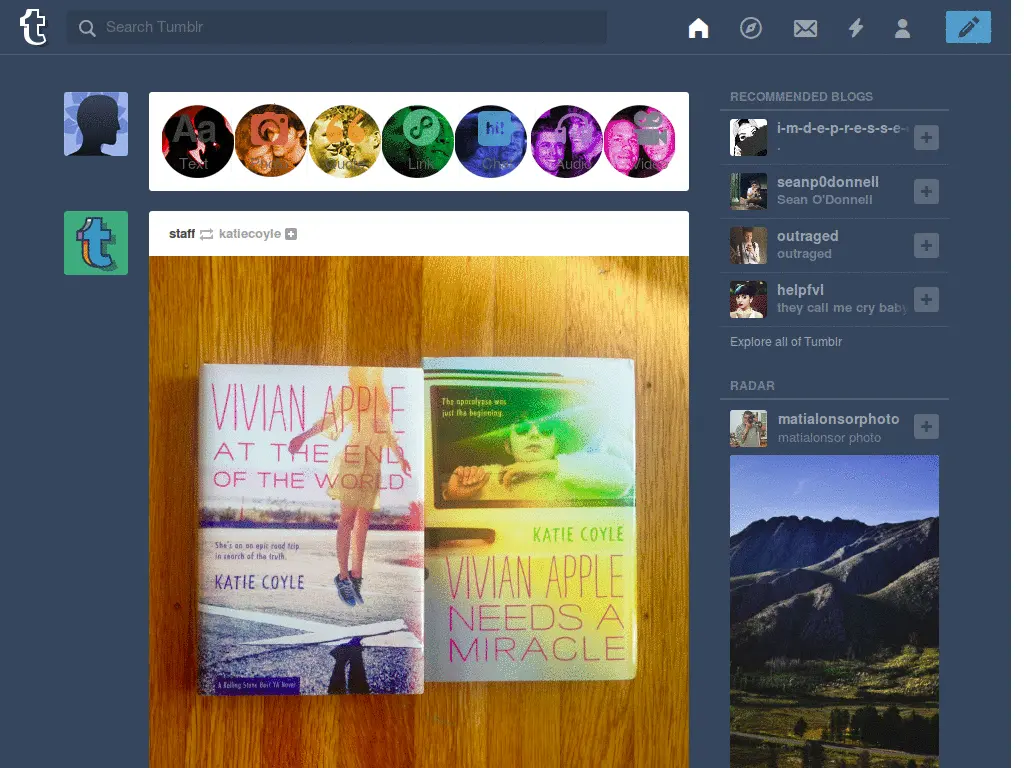 Search Tumblr
Aa
hi!
Text
Photo
Quote
Link
Chat
Audio
Video
staff katiecoyle
VIVIAN APPLE
AT THE END
OF THE WORLD
She's on an epic road trip
in search of the truth.
KATIE COYLE
A Rolling Stone Best YA Novel
The apocalypse was
just the beginning.
KATIE COYLE
VIVIAN APPLE
NEEDS A
MIRACLE
RECOMMENDED BLOGS
i-m-d-e-p-r-e-s-s-e-
.
seanp0donnell
Sean O'Donnell
outraged
outraged
helpfvl
they call me cry baby
Explore all of Tumblr
RADAR
matialonsorphoto
matialonsor photo